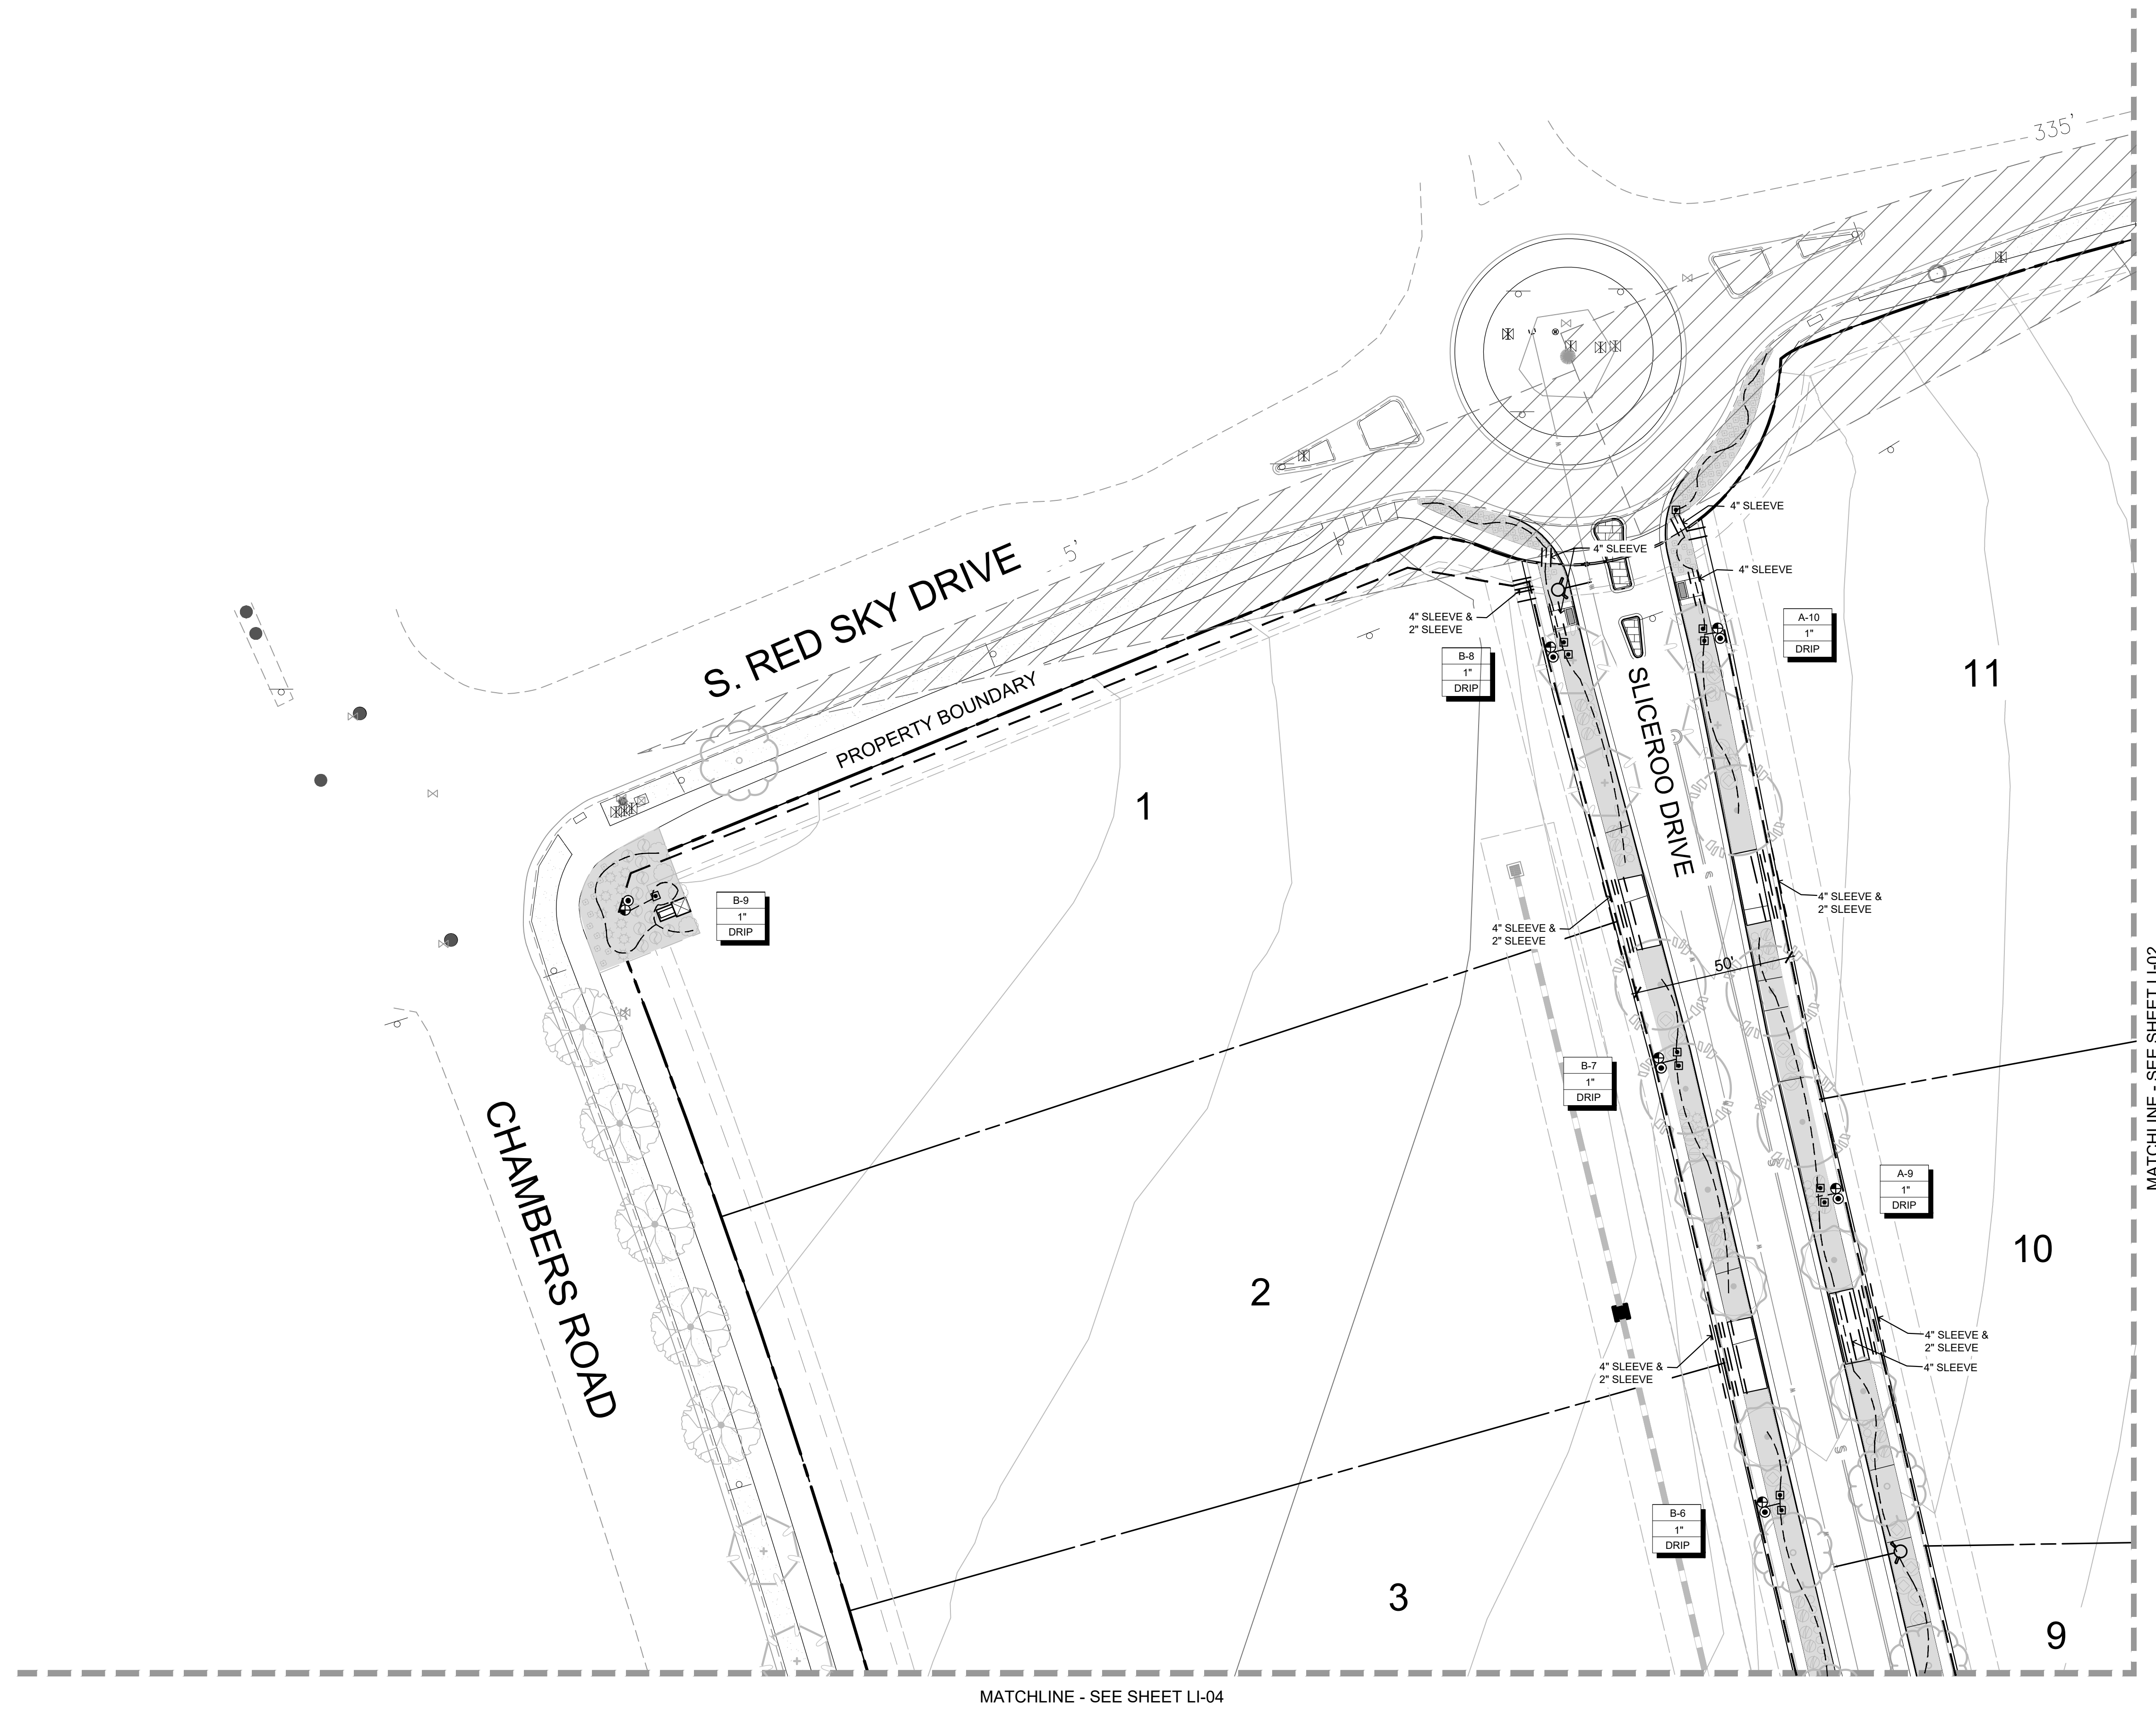 335'
S. RED SKY DRIVE
5'
PROPERTY BOUNDARY
4" SLEEVE
4" SLEEVE
4" SLEEVE
4" SLEEVE &
2" SLEEVE
A-10
1"
DRIP
B-8
1"
DRIP
11
SLICEROO DRIVE
1
B-9
1"
DRIP
4" SLEEVE &
2" SLEEVE
4" SLEEVE &
2" SLEEVE
50'
MATCHLINE - SEE SHEET LI-02
B-7
1"
DRIP
CHAMBERS ROAD
A-9
1"
DRIP
10
2
4" SLEEVE &
2" SLEEVE
4" SLEEVE
4" SLEEVE &
2" SLEEVE
B-6
1"
DRIP
3
9
MATCHLINE - SEE SHEET LI-04